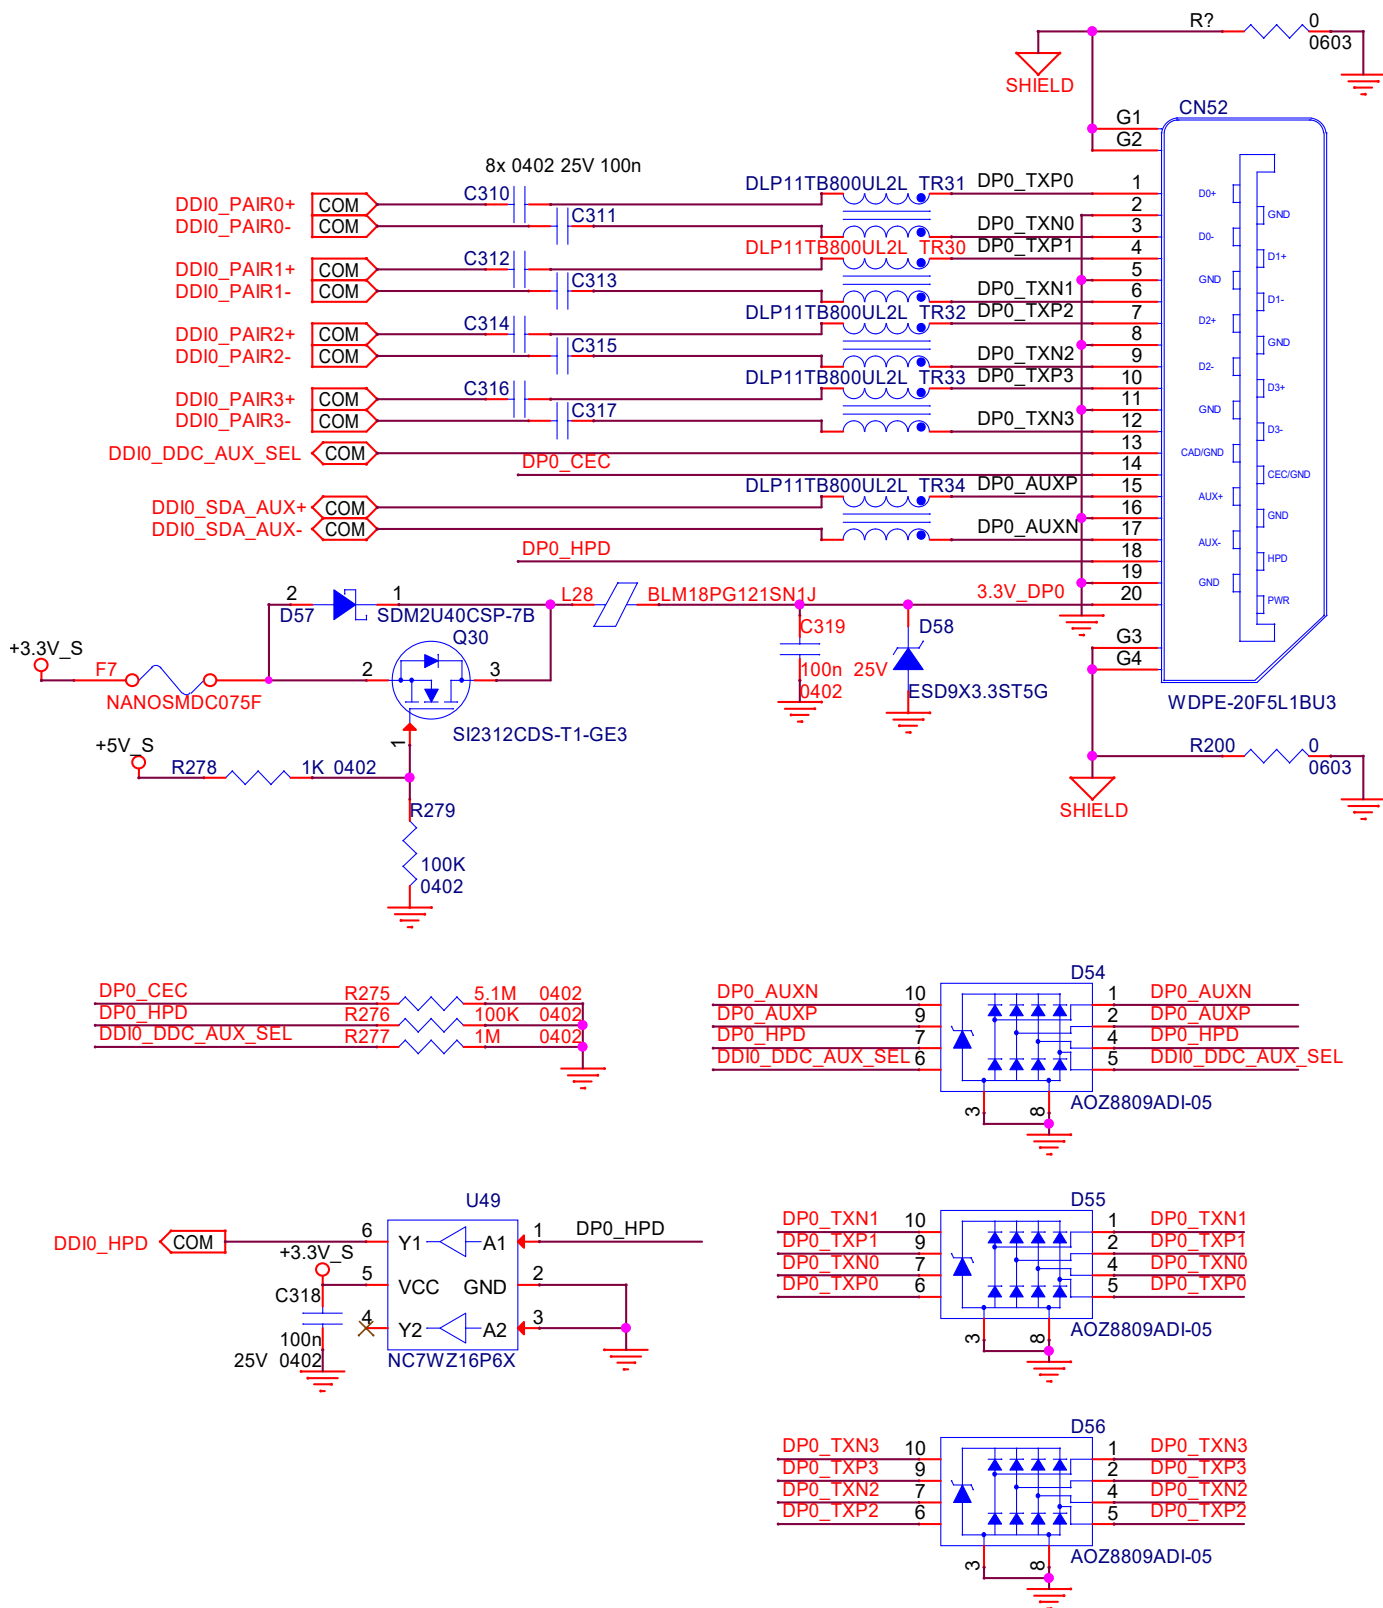 R? 0
0603
SHIELD
CN52
G1
G2
8x 0402 25V 100n
DDI0_PAIR0+ COM C310 DLP11TB800UL2L TR31 DP0_TXP0 1 D0+
DDI0_PAIR0- COM C311 2 GND
DP0_TXN0 3 D0-
DLP11TB800UL2L TR30 DP0_TXP1 4 D1+
DDI0_PAIR1+ COM C312 5 GND
DDI0_PAIR1- COM C313 DP0_TXN1 6 D1-
DLP11TB800UL2L TR32 DP0_TXP2 7 D2+
DDI0_PAIR2+ COM C314 8 GND
DDI0_PAIR2- COM C315 DP0_TXN2 9 D2-
DLP11TB800UL2L TR33 DP0_TXP3 10 D3+
DDI0_PAIR3+ COM C316 11 GND
DDI0_PAIR3- COM C317 DP0_TXN3 12 D3-
DDI0_DDC_AUX_SEL COM 13 CAD/GND
DP0_CEC 14 CEC/GND
DLP11TB800UL2L TR34 DP0_AUXP 15 AUX+
DDI0_SDA_AUX+ COM 16 GND
DDI0_SDA_AUX- COM DP0_AUXN 17 AUX-
DP0_HPD 18 HPD
19 GND
2 1 L28 BLM18PG121SN1J 3.3V_DP0 20 PWR
D57 SDM2U40CSP-7B
C319 D58
G3
G4
+3.3V_S Q30
F7 2 3
100n 25V
0402
ESD9X3.3ST5G
NANOSMDC075F
WDPE-20F5L1BU3
SI2312CDS-T1-GE3
1
+5V_S
R278 1K 0402
R200 0
0603
SHIELD
R279
100K
0402
DP0_CEC R275 5.1M 0402
DP0_HPD R276 100K 0402
DDI0_DDC_AUX_SEL R277 1M 0402
D54
DP0_AUXN 10 1 DP0_AUXN
DP0_AUXP 9 2 DP0_AUXP
DP0_HPD 7 4 DP0_HPD
DDI0_DDC_AUX_SEL 6 5 DDI0_DDC_AUX_SEL
3 8 AOZ8809ADI-05
U49
DDI0_HPD COM 6 Y1 A1 1 DP0_HPD
+3.3V_S
5 VCC GND 2
C318
4 Y2 A2 3
100n
25V 0402
NC7WZ16P6X
D55
DP0_TXN1 10 1 DP0_TXN1
DP0_TXP1 9 2 DP0_TXP1
DP0_TXN0 7 4 DP0_TXN0
DP0_TXP0 6 5 DP0_TXP0
3 8 AOZ8809ADI-05
D56
DP0_TXN3 10 1 DP0_TXN3
DP0_TXP3 9 2 DP0_TXP3
DP0_TXN2 7 4 DP0_TXN2
DP0_TXP2 6 5 DP0_TXP2
3 8 AOZ8809ADI-05